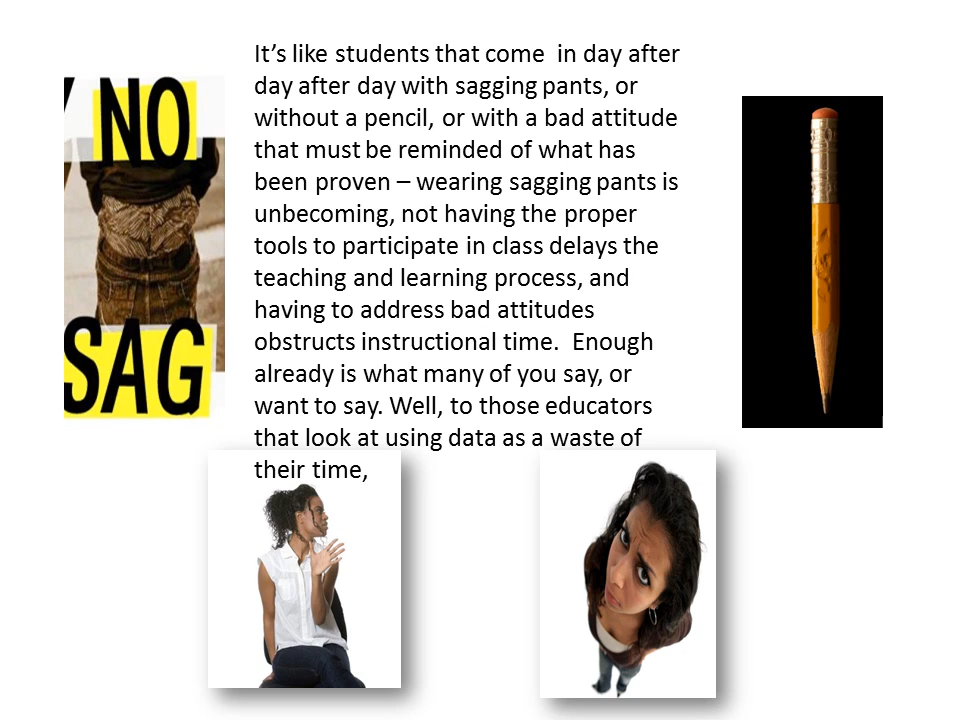 It’s like students that come  in day after
day after day with sagging pants, or
without a pencil, or with a bad attitude
that must be reminded of what has
been proven – wearing sagging pants is
unbecoming, not having the proper
tools to participate in class delays the
teaching and learning process, and
having to address bad attitudes
obstructs instructional time.  Enough
already is what many of you say, or
want to say. Well, to those educators
that look at using data as a waste of
their time,
NO
SAG